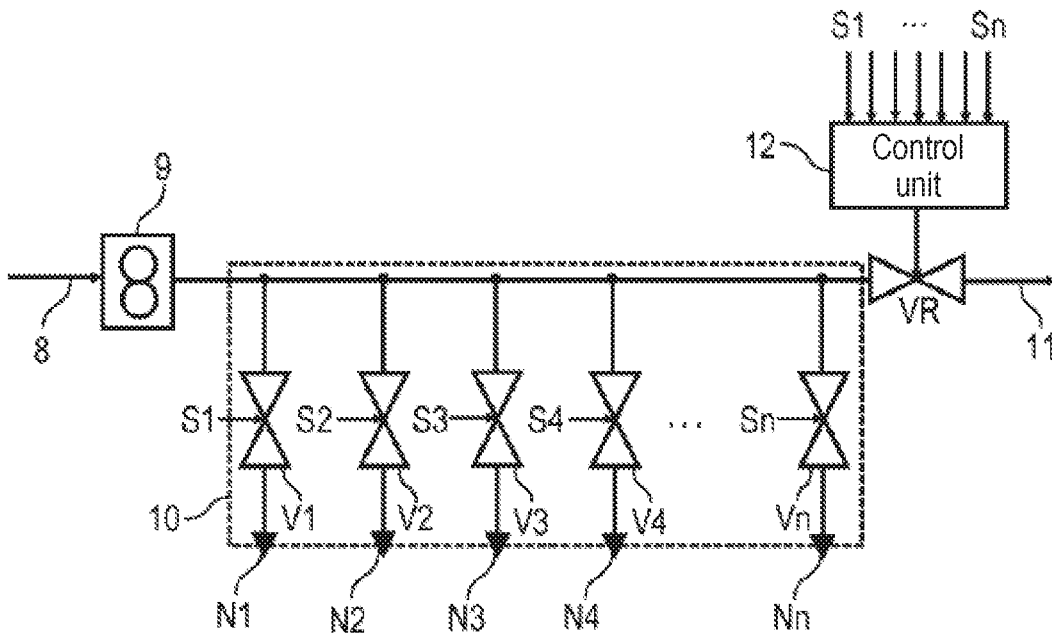 S1 ... Sn
12
Control
unit
9
8
VR
11
S1 S2 S3 S4 ... Sn
10
V1 V2 V3 V4 Vn
N1 N2 N3 N4 Nn